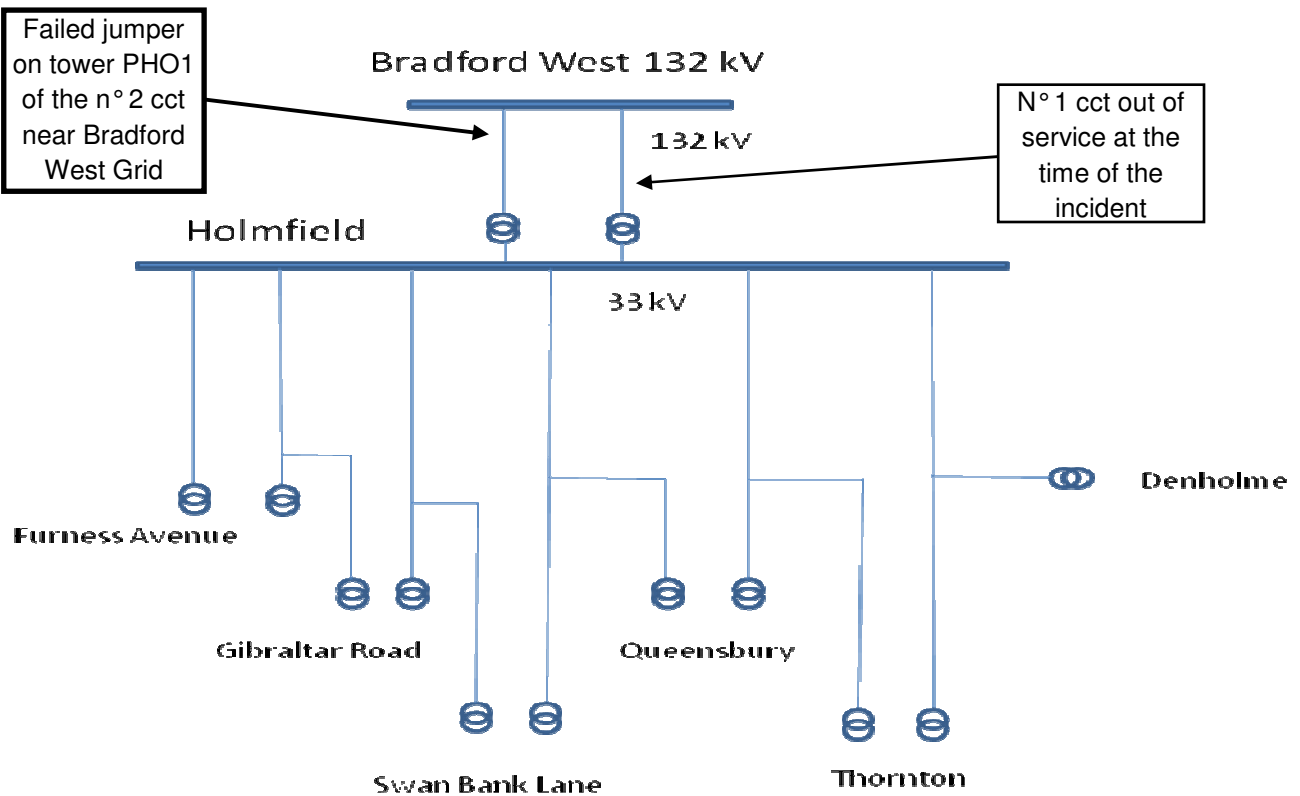 Failed jumper
on tower PHO1
of the n° 2 cct
near Bradford
West Grid
Bradford West 132 kV
132 kV
N° 1 cct out of
service at the
time of the
incident
Holmfield
33 kV
Denholme
Furness Avenue
Gibraltar Road
Queensbury
Swan Bank Lane
Thornton